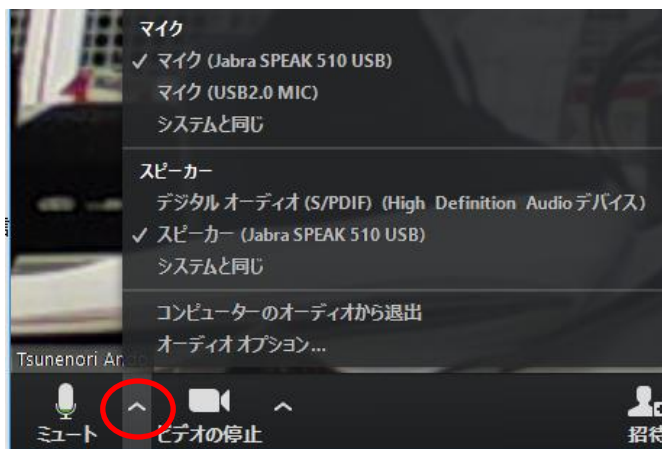 マイク
✓ マイク (Jabra SPEAK 510 USB)
マイク (USB2.0 MIC)
システムと同じ
スピーカー
デジタル オーディオ (S/PDIF) (High Definition Audio デバイス)
✓ スピーカー (Jabra SPEAK 510 USB)
システムと同じ
コンピューターのオーディオから退出
オーディオ オプション...
Tsunenori An
ミュート
ビデオの停止
招待